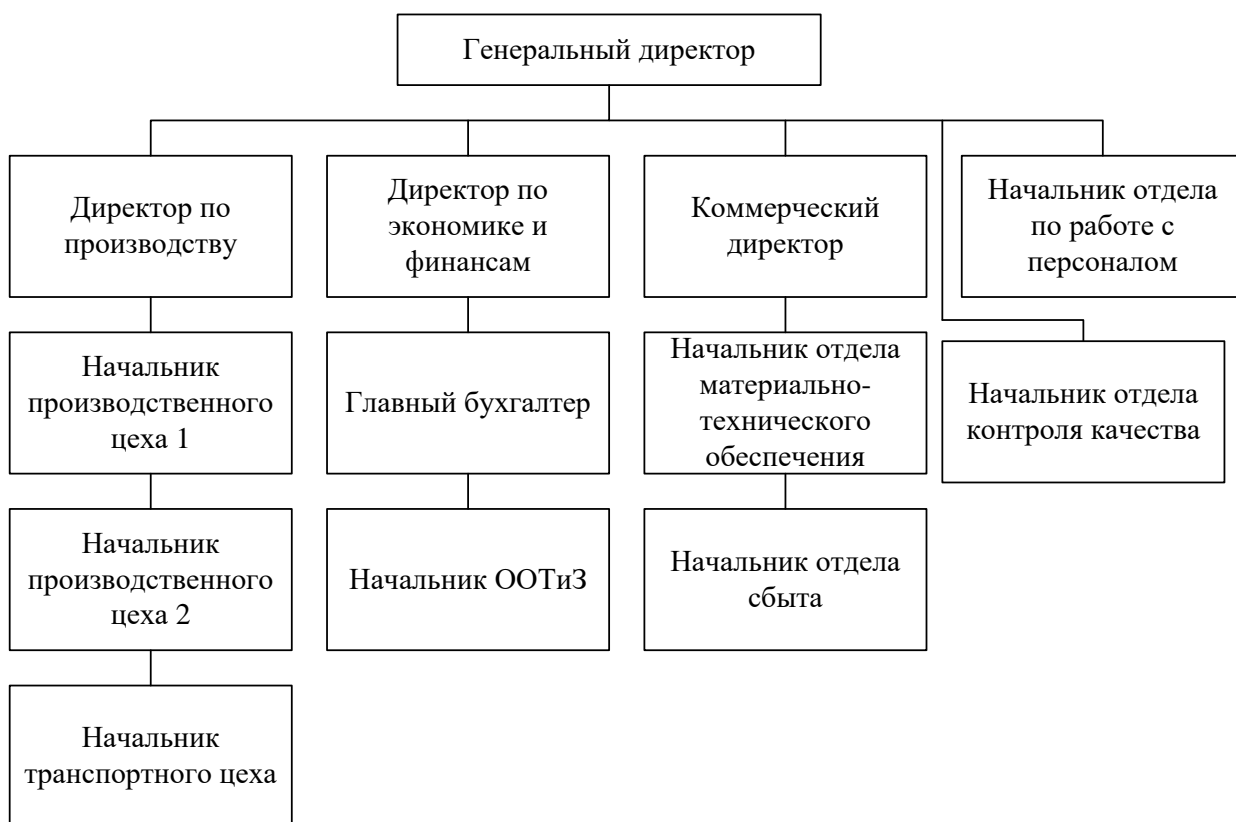 Генеральный директор
Директор по
производству
Директор по
экономике и
финансам
Коммерческий
директор
Начальник отдела
по работе с
персоналом
Начальник
производственного
цеха 1
Главный бухгалтер
Начальник отдела
материально-
технического
обеспечения
Начальник отдела
контроля качества
Начальник
производственного
цеха 2
Начальник ООТиЗ
Начальник отдела
сбыта
Начальник
транспортного цеха